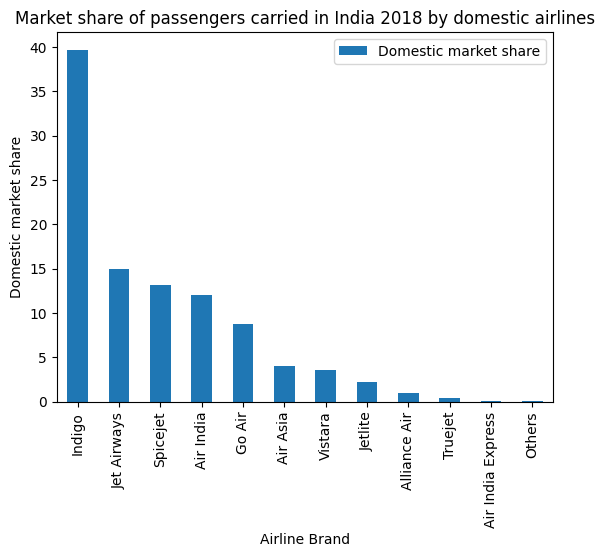 Market share of passengers carried in India 2018 by domestic airlines
Domestic market share
40
35
30
25
20
15
10
5
0
Domestic market share
Indigo
Jet Airways
Spicejet
Air India
Go Air
Air Asia
Vistara
Jetlite
Alliance Air
Truejet
Air India Express
Others
Airline Brand